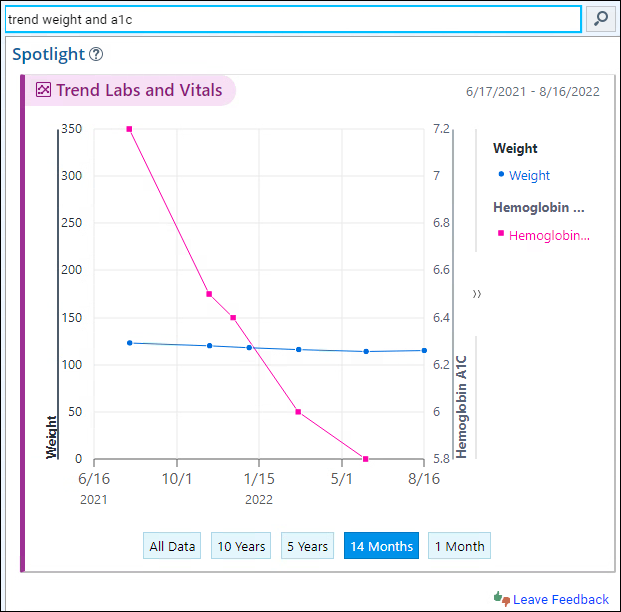 trend weight and a1c
Spotlight ?
Trend Labs and Vitals
6/17/2021 - 8/16/2022
350
300
250
200
150
100
50
0
Weight
7.2
7
6.8
6.6
6.4
6.2
6
5.8
Hemoglobin A1C
6/16 10/1 1/15 5/1 8/16
2021 2022
Weight
Weight
Hemoglobin ...
Hemoglobin...
All Data 10 Years 5 Years 14 Months 1 Month
Leave Feedback